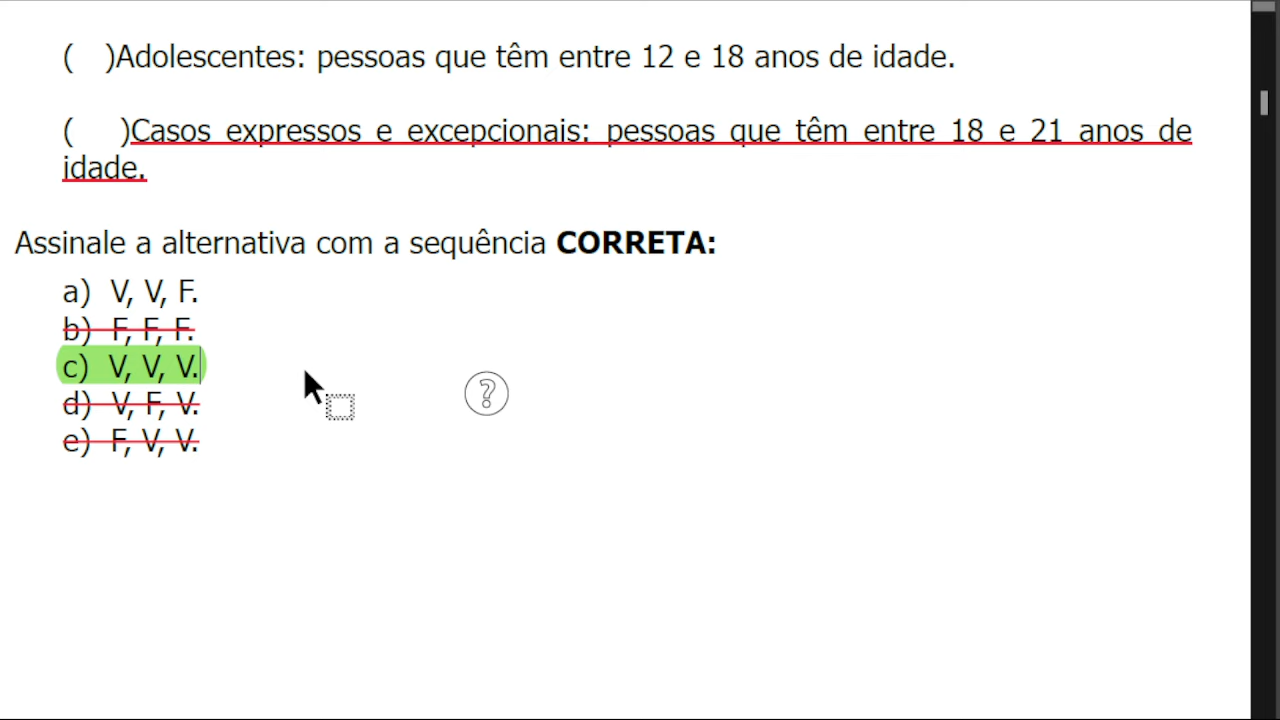 ( )Adolescentes: pessoas que têm entre 12 e 18 anos de idade.
( )Casos expressos e excepcionais: pessoas que têm entre 18 e 21 anos de
idade.
Assinale a alternativa com a sequência CORRETA:
a) V, V, F.
b) F, F, F.
c) V, V, V.
d) V, F, V.
e) F, V, V.
?